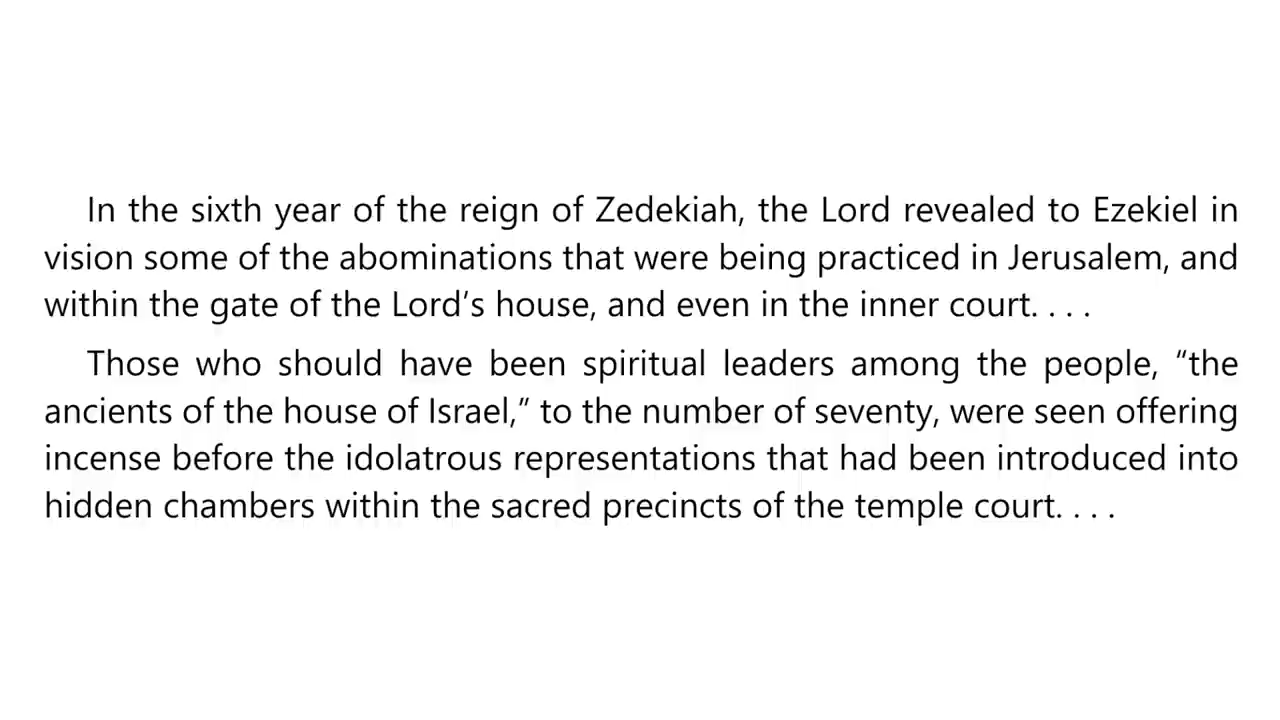 In the sixth year of the reign of Zedekiah, the Lord revealed to Ezekiel in
vision some of the abominations that were being practiced in Jerusalem, and
within the gate of the Lord’s house, and even in the inner court. . . .
Those who should have been spiritual leaders among the people, “the
ancients of the house of Israel,” to the number of seventy, were seen offering
incense before the idolatrous representations that had been introduced into
hidden chambers within the sacred precincts of the temple court. . . .